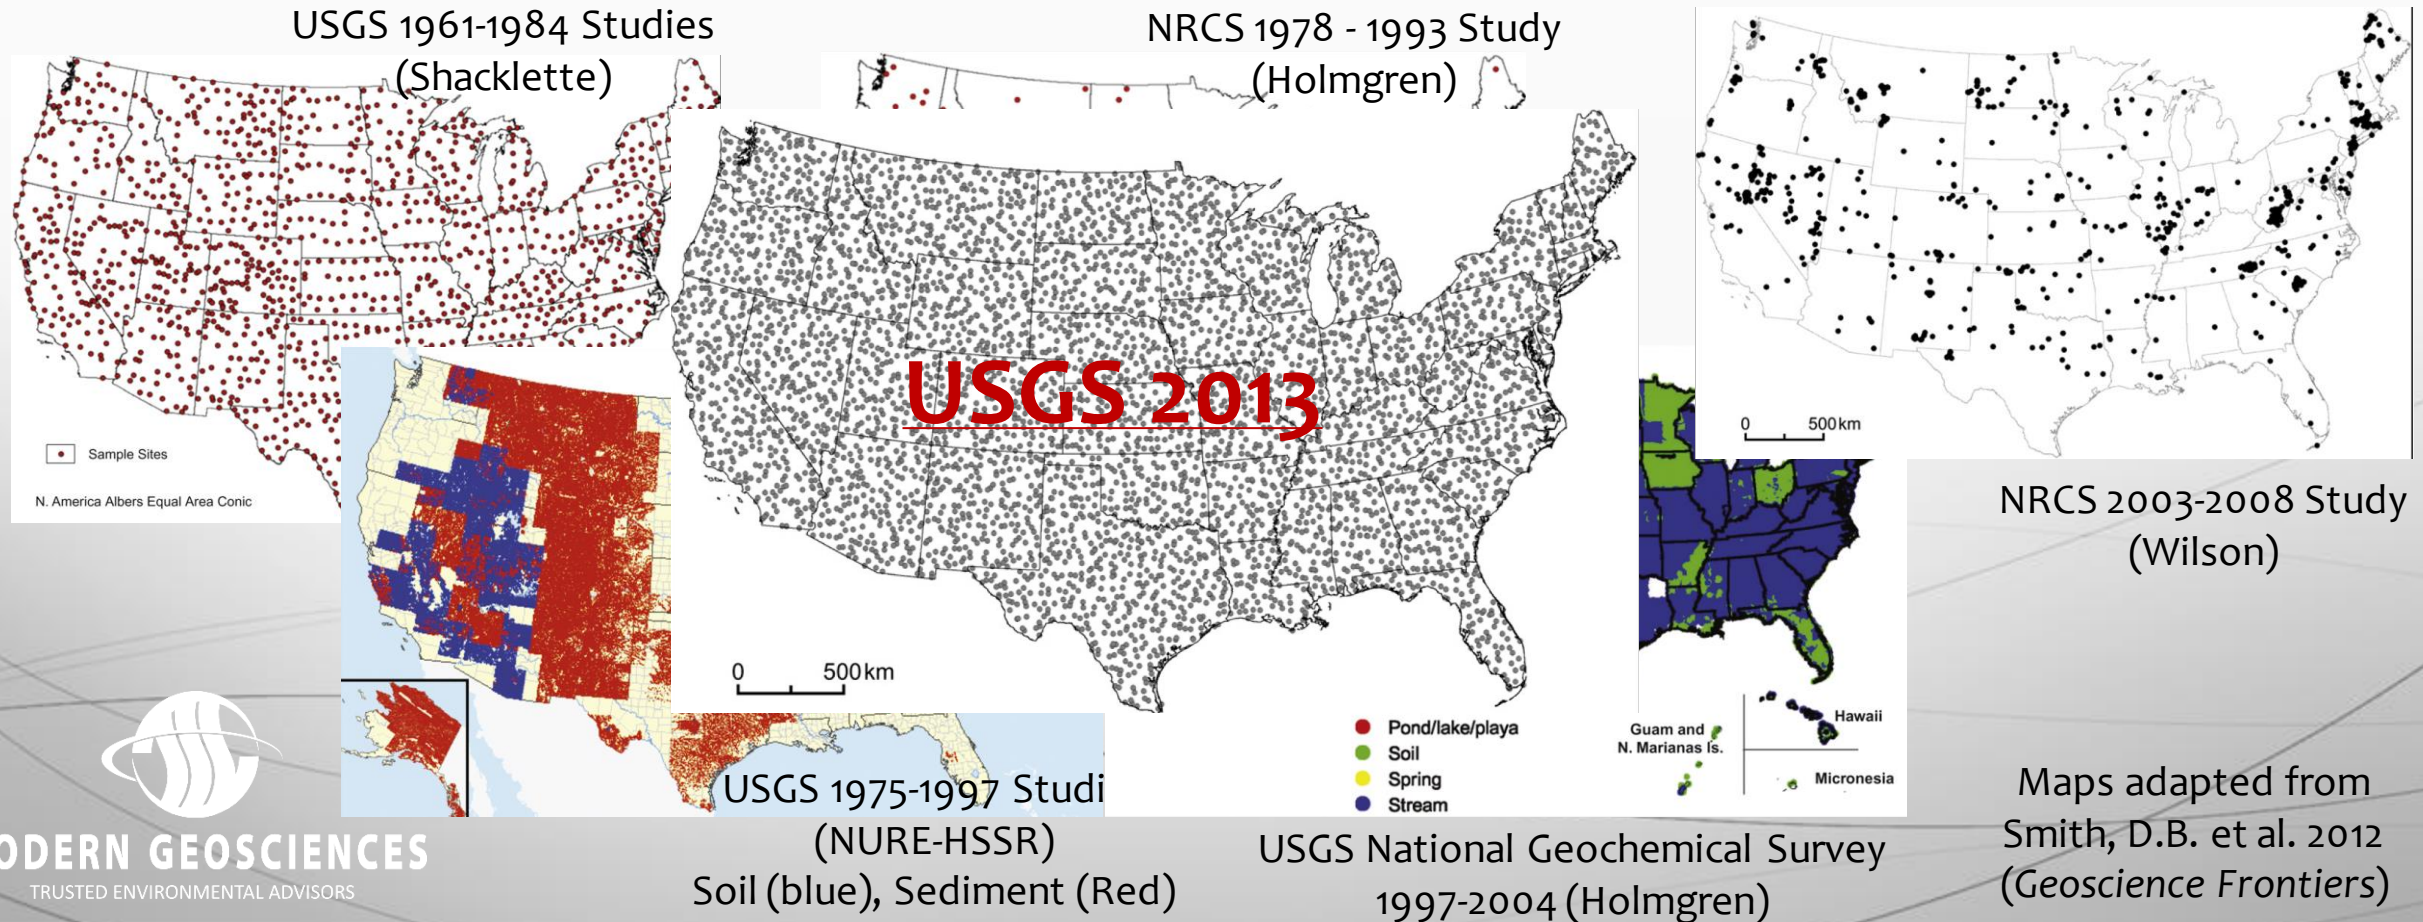 USGS 1961-1984 Studies
(Shacklette)
NRCS 1978 - 1993 Study
(Holmgren)
0 500 km
NRCS 2003-2008 Study
(Wilson)
Sample Sites
N. America Albers Equal Area Conic
USGS 2013
0 500 km
Pond/lake/playa
Soil
Spring
Stream
Guam and
N. Marianas Is.
Hawaii
Micronesia
USGS 1975-1997 Studi
(NURE-HSSR)
Soil (blue), Sediment (Red)
USGS National Geochemical Survey
1997-2004 (Holmgren)
Maps adapted from
Smith, D.B. et al. 2012
(Geoscience Frontiers)
ODERN GEOSCIENCES
TRUSTED ENVIRONMENTAL ADVISORS